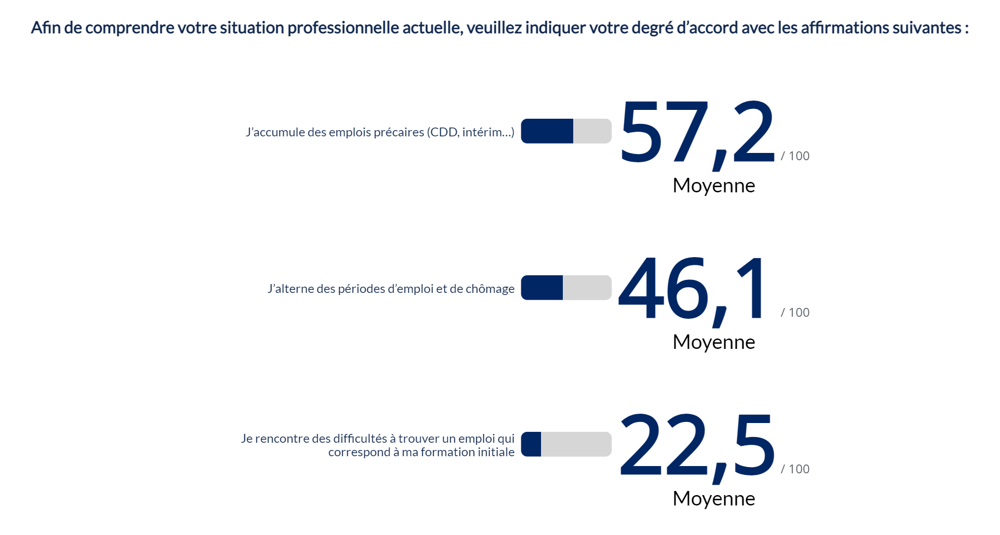 Afin de comprendre votre situation professionnelle actuelle, veuillez indiquer votre degré d’accord avec les affirmations suivantes :
J’accumule des emplois précaires (CDD, intérim…)
57,2 / 100
Moyenne
J’alterne des périodes d’emploi et de chômage
46,1 / 100
Moyenne
Je rencontre des difficultés à trouver un emploi qui
correspond à ma formation initiale
22,5 / 100
Moyenne